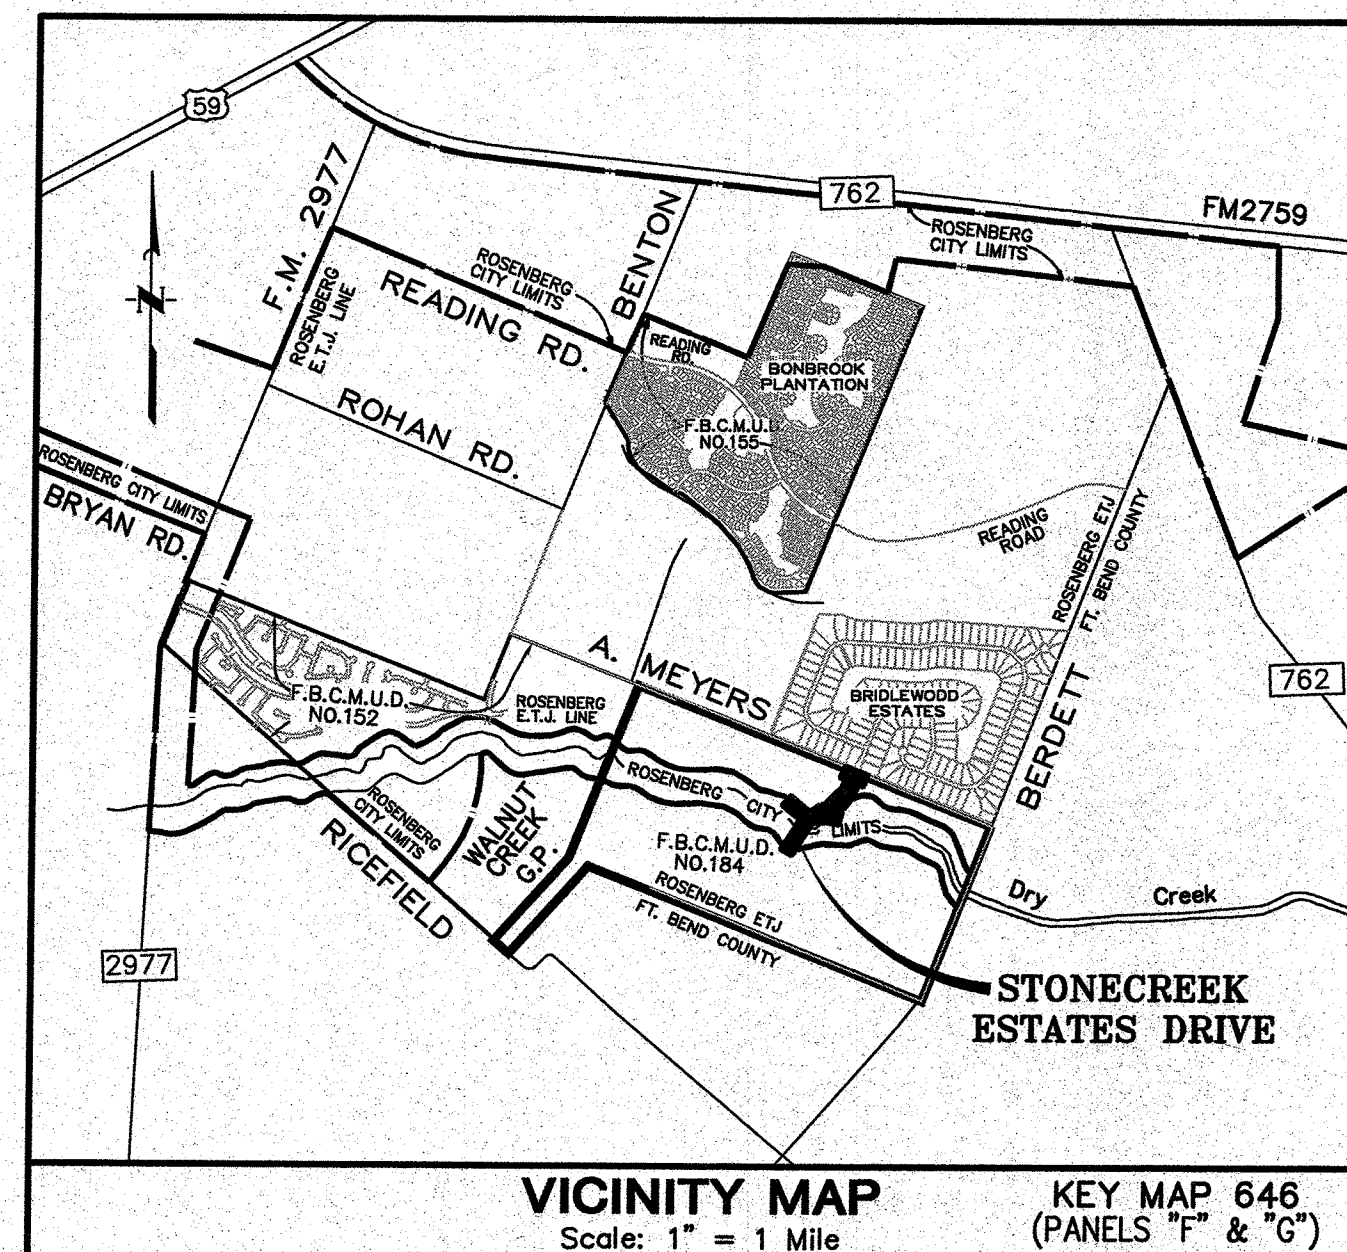 59
F.M. 2977
BENTON
762
FM2759
ROSENBERG
CITY LIMITS
ROSENBERG
CITY LIMITS
ROSENBERG
E.T.J. LINE
READING RD.
READING
RD.
BONBROOK
PLANTATION
N
ROHAN RD.
F.B.C.M.U.D.
NO.155
ROSENBERG CITY LIMITS
BRYAN RD.
READING
ROAD
ROSENBERG ETJ
FT. BEND COUNTY
A. MEYERS
762
F.B.C.M.U.D.
NO.152
ROSENBERG
E.T.J. LINE
BRIDLEWODD
ESTATES
BERDETT
ROSENBERG CITY LIMITS
ROSENBERG
CITY LIMITS
WALNUT
CREEK
G.P.
RICEFIELD
F.B.C.M.U.D.
NO.184
ROSENBERG ETJ
FT. BEND COUNTY
Dry Creek
2977
STONECREEK
ESTATES DRIVE
VICINITY MAP
Scale: 1" = 1 Mile
KEY MAP 646
(PANELS "F" & "G")